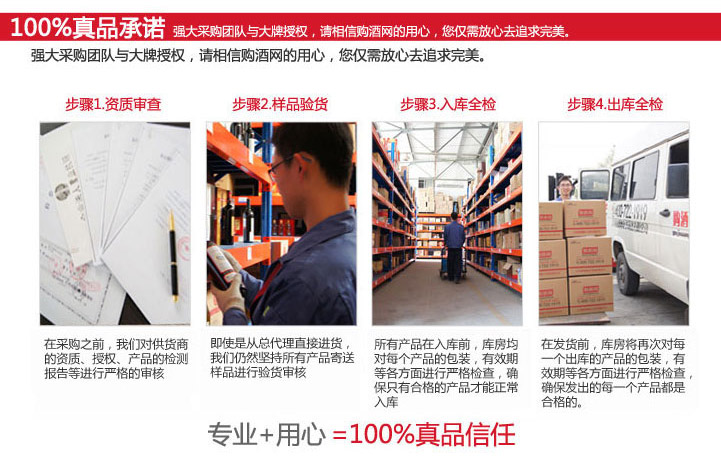 100%真品承诺 强大采购团队与大牌授权，请相信购酒网的用心，您仅需放心去追求完美。
强大采购团队与大牌授权，请相信购酒网的用心，您仅需放心去追求完美。
步骤1.资质审查
步骤2.样品验货
步骤3.入库全检
步骤4.出库全检
购酒
在采购之前，我们对供货商
的资质、授权、产品的检测
报告等进行严格的审核
即使是从总代理直接进货，
我们仍然坚持所有产品寄送
样品进行验货审核
所有产品在入库前，库房均
对每个产品的包装，有效期
等各方面进行严格检查，确
保只有合格的产品才能正常
入库
在发货前，库房将再次对每
一个出库的产品的包装，有
效期等各方面进行严格检查，
确保发出的每一个产品都是
合格的。
专业+用心=100%真品信任